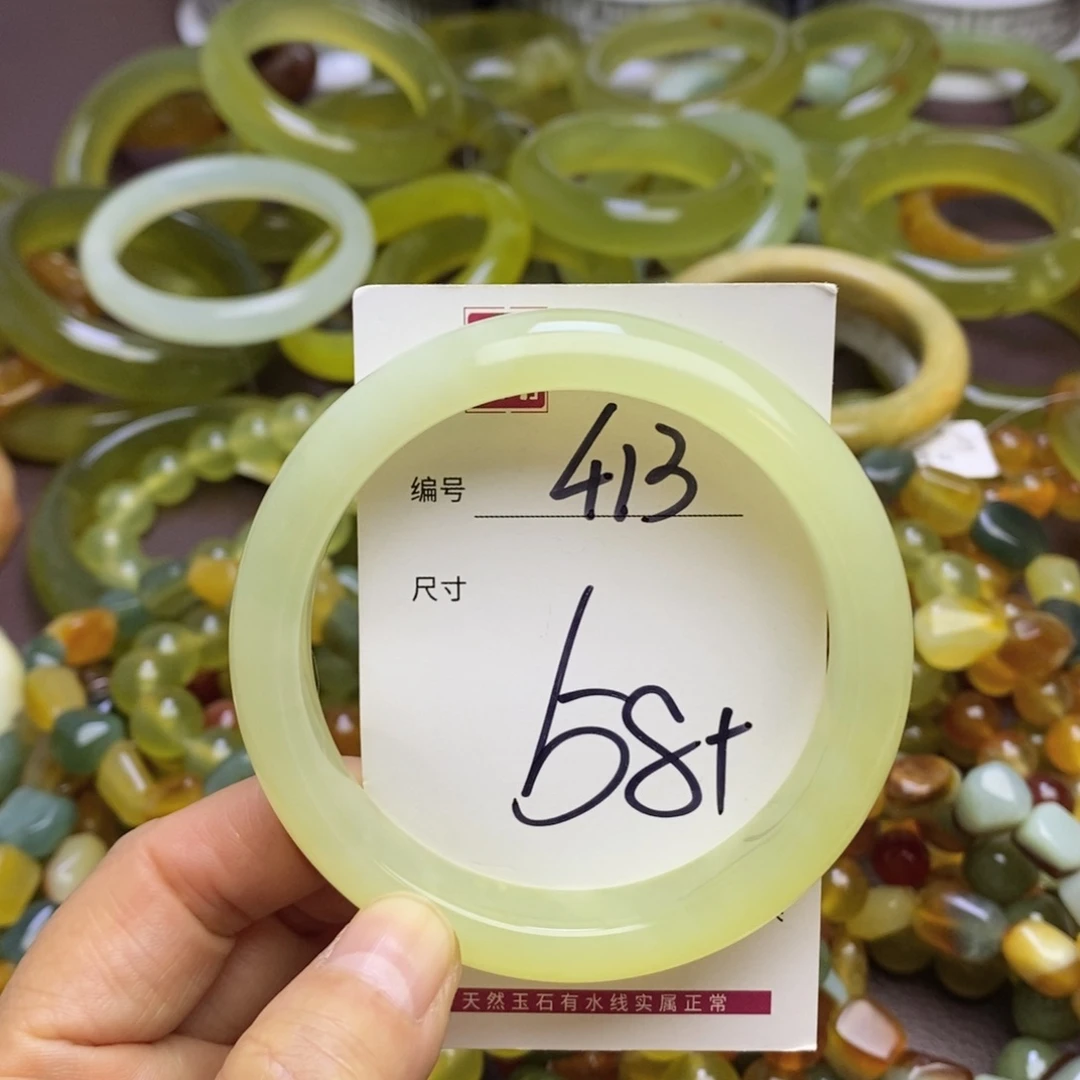 编号 413
尺寸
58+
天然玉石有水线实属正常